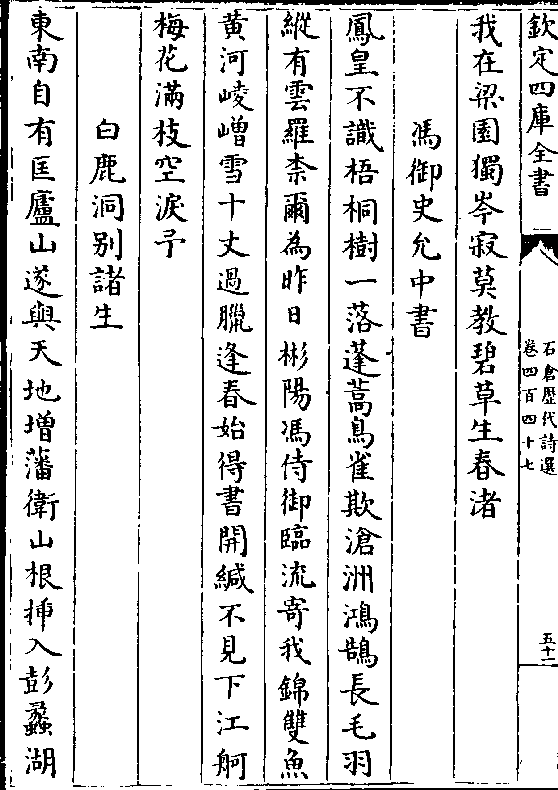 欽定四庫全書
石倉歷代詩選
卷四百四十七
五十二
我在梁園獨岑寂莫教碧草生春渚
馮御史允中書
鳳皇不識梧桐樹一落蓬蒿鳥雀欺滄洲鴻鵠長毛羽
縱有雲羅柰爾為昨日彬陽馮侍御臨流寄我錦雙魚
黄河崚嶒雪十丈過臘逢春始得書開緘不見下江舸
梅花滿枝空淚予
白鹿洞别諸生
東南自有匡廬山遂與天地增藩衛山根揷入彭蠡湖